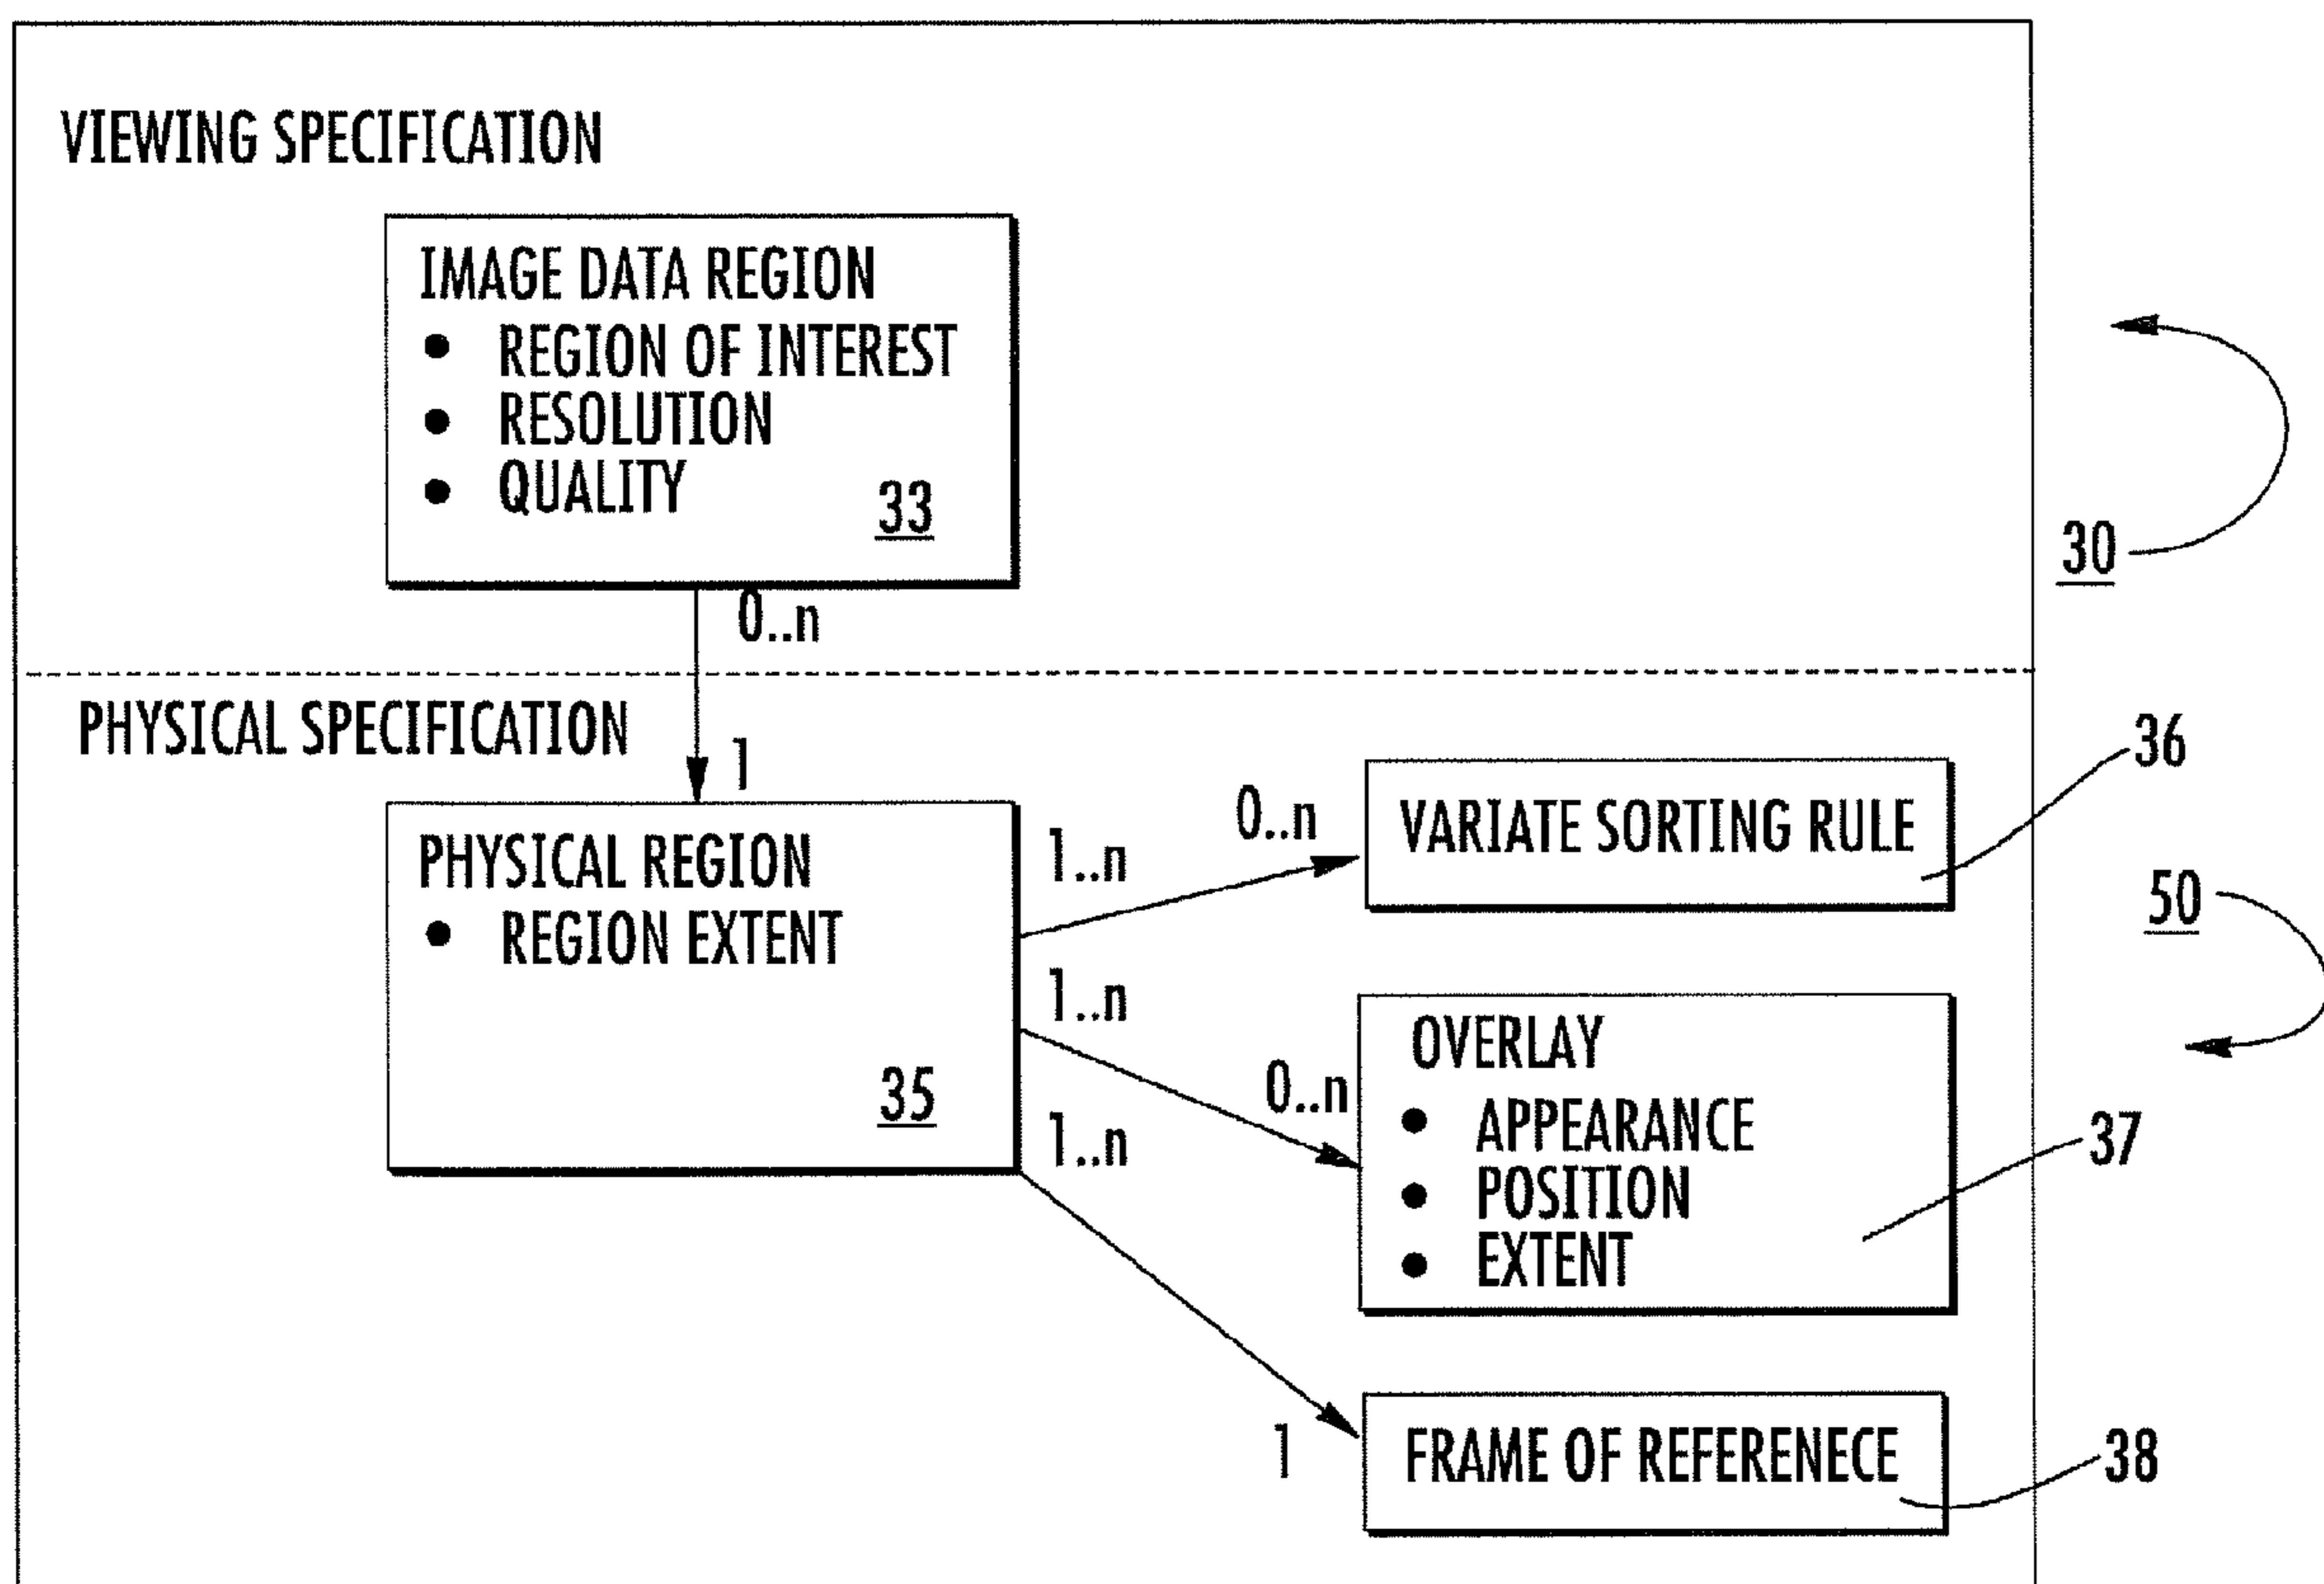 VIEWING SPECIFICATION
IMAGE DATA REGION
• REGION OF INTEREST
• RESOLUTION
• QUALITY
33
30
0..n
PHYSICAL SPECIFICATION
1
36
PHYSICAL REGION
• REGION EXTENT
35
1..n
0..n
VARIATE SORTING RULE
50
1..n
0..n
OVERLAY
• APPEARANCE
• POSITION
• EXTENT
37
1..n
1
FRAME OF REFERENECE
38